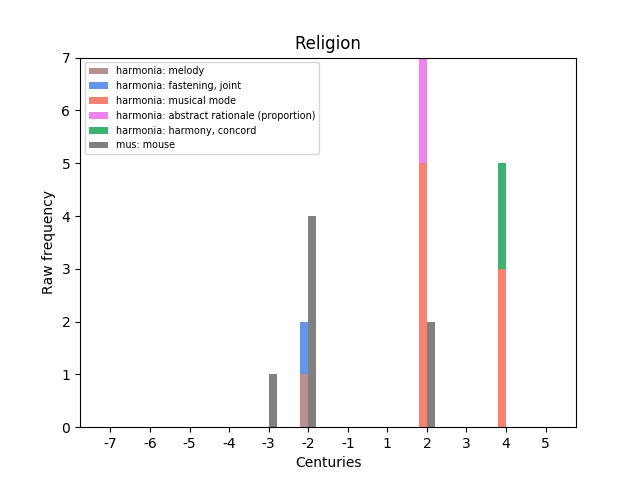 Religion
harmonia: melody
harmonia: fastening, joint
harmonia: musical mode
harmonia: abstract rationale (proportion)
harmonia: harmony, concord
mus: mouse
Raw frequency
7
6
5
4
3
2
1
0
-7 -6 -5 -4 -3 -2 -1 1 2 3 4 5
Centuries